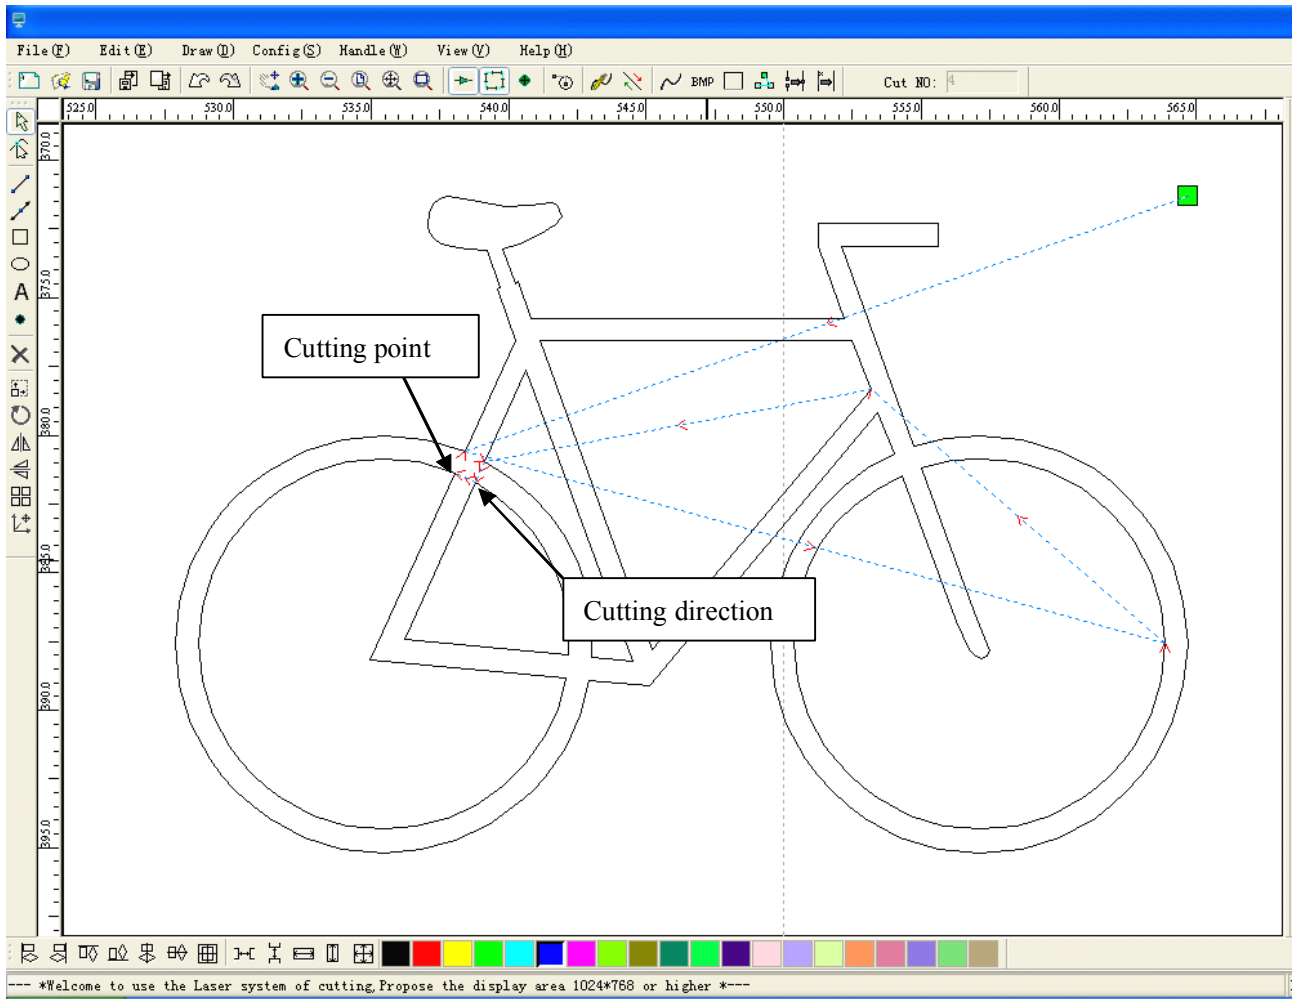 File(F) Edit(E) Draw(D) Config(S) Handle(W) View(V) Help(H)
BMP Cut NO: 4
525.0 530.0 535.0 540.0 545.0 550.0 555.0 560.0 565.0
370.0
375.0
380.0
385.0
390.0
395.0
A
Cutting point
Cutting direction
--- *Welcome to use the Laser system of cutting,Propose the display area 1024*768 or higher *---